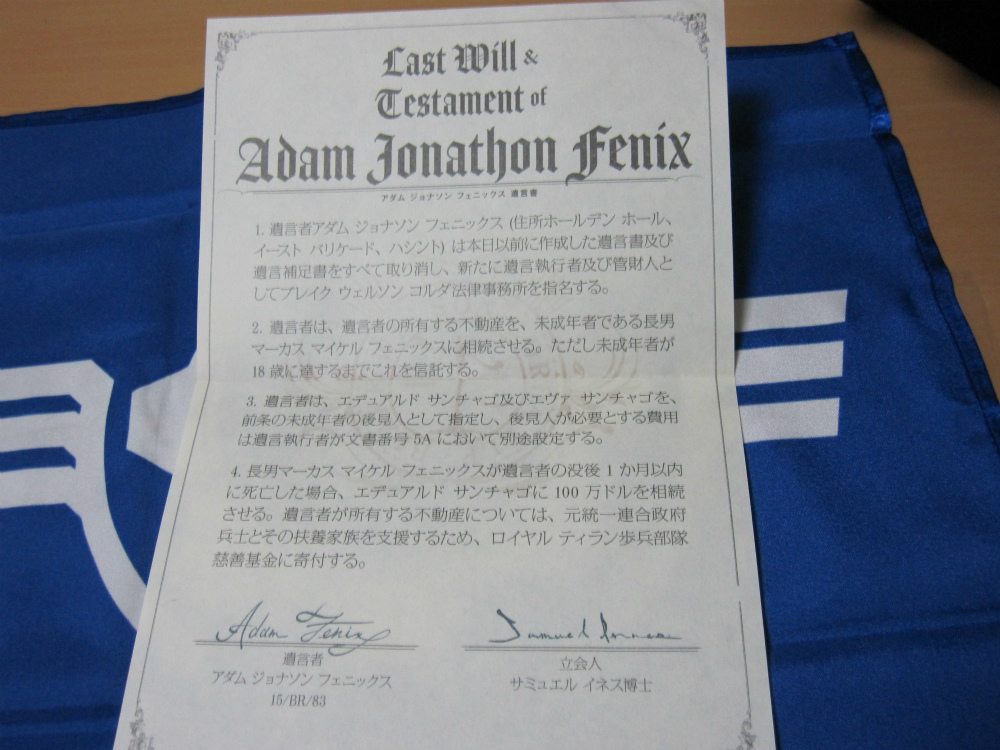 Last Will &
Testament of
Adam Jonathon Fenix
アダム ジョナソン フェニックス 遺言書
1. 遺言者アダム ジョナソン フェニックス (住所ホールデン ホール、
イースト バリケード、ハシント) は本日以前に作成した遺言書及び
遺言補足書をすべて取り消し、新たに遺言執行者及び管財人と
してブレイク ウェルソン コルダ法律事務所を指名する。
2. 遺言者は、遺言者の所有する不動産を、未成年者である長男
マーカス マイケル フェニックスに相続させる。ただし未成年者が
18 歳に達するまでこれを信託する。
3. 遺言者は、エデュアルド サンチャゴ及びエヴァ サンチャゴを、
前条の未成年者の後見人として指定し、後見人が必要とする費用
は遺言執行者が文書番号 5A において別途設定する。
4. 長男マーカス マイケル フェニックスが遺言者の没後 1 か月以内
に死亡した場合、エデュアルド サンチャゴに 100 万ドルを相続
させる。遺言者が所有する不動産については、元統一連合政府
兵士とその扶養家族を支援するため、ロイヤル ティラン歩兵部隊
慈善基金に寄付する。
Adam Fenix
Samuel
遺言者
立会人
アダム ジョナソン フェニックス
サミュエル イネス博士
15/BR/83